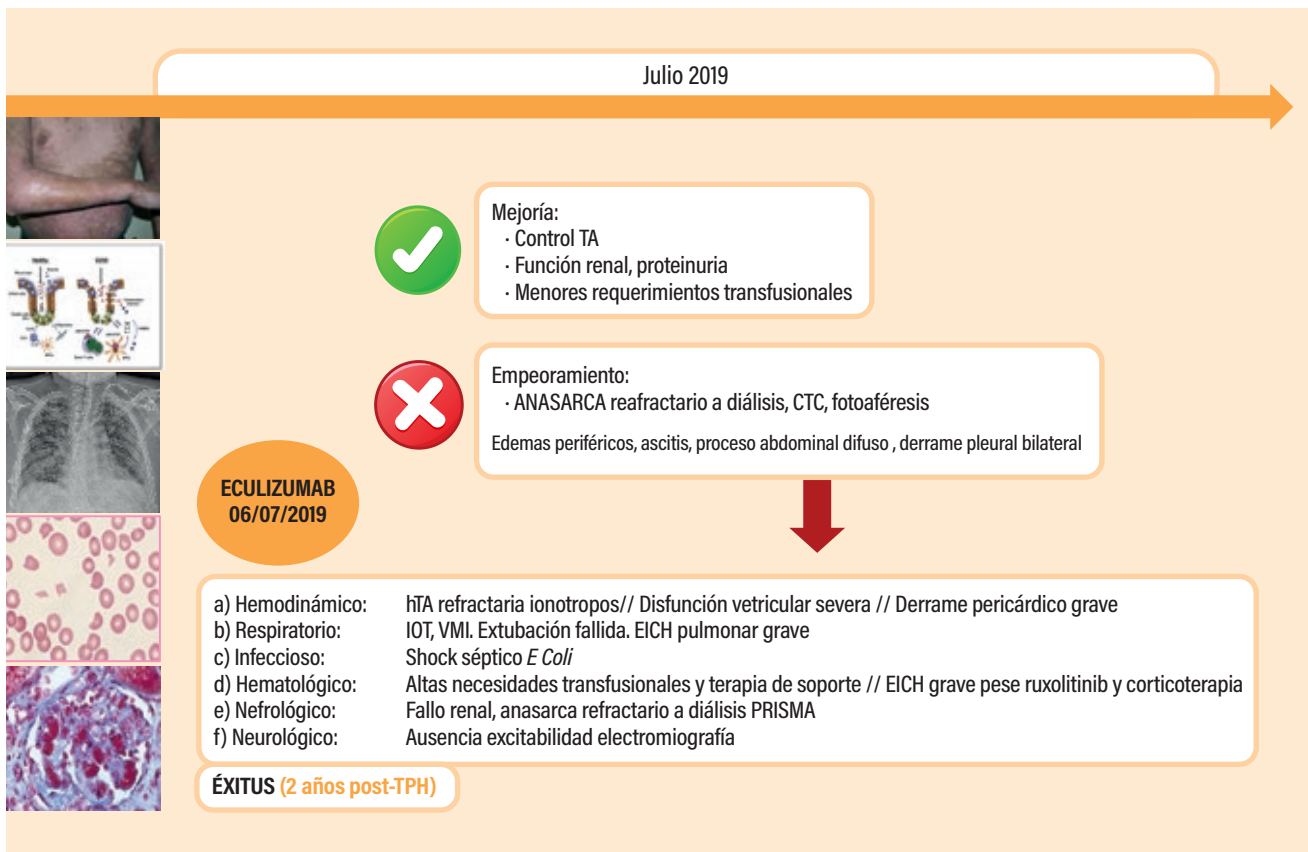 Julio 2019
Mejoría:
· Control TA
· Función renal, proteinuria
· Menores requerimientos transfusionales
Empeoramiento:
· ANASARCA reafractario a diálisis, CTC, fotoaféresis
Edemas periféricos, ascitis, proceso abdominal difuso , derrame pleural bilateral
ECULIZUMAB
06/07/2019
a) Hemodinámico: hTA refractaria ionotropos// Disfunción vetricular severa // Derrame pericárdico grave
b) Respiratorio: IOT, VMI. Extubación fallida. EICH pulmonar grave
c) Infeccioso: Shock séptico E Coli
d) Hematológico: Altas necesidades transfusionales y terapia de soporte // EICH grave pese ruxolitinib y corticoterapia
e) Nefrológico: Fallo renal, anasarca refractario a diálisis PRISMA
f) Neurológico: Ausencia excitabilidad electromiografía
ÉXITUS (2 años post-TPH)